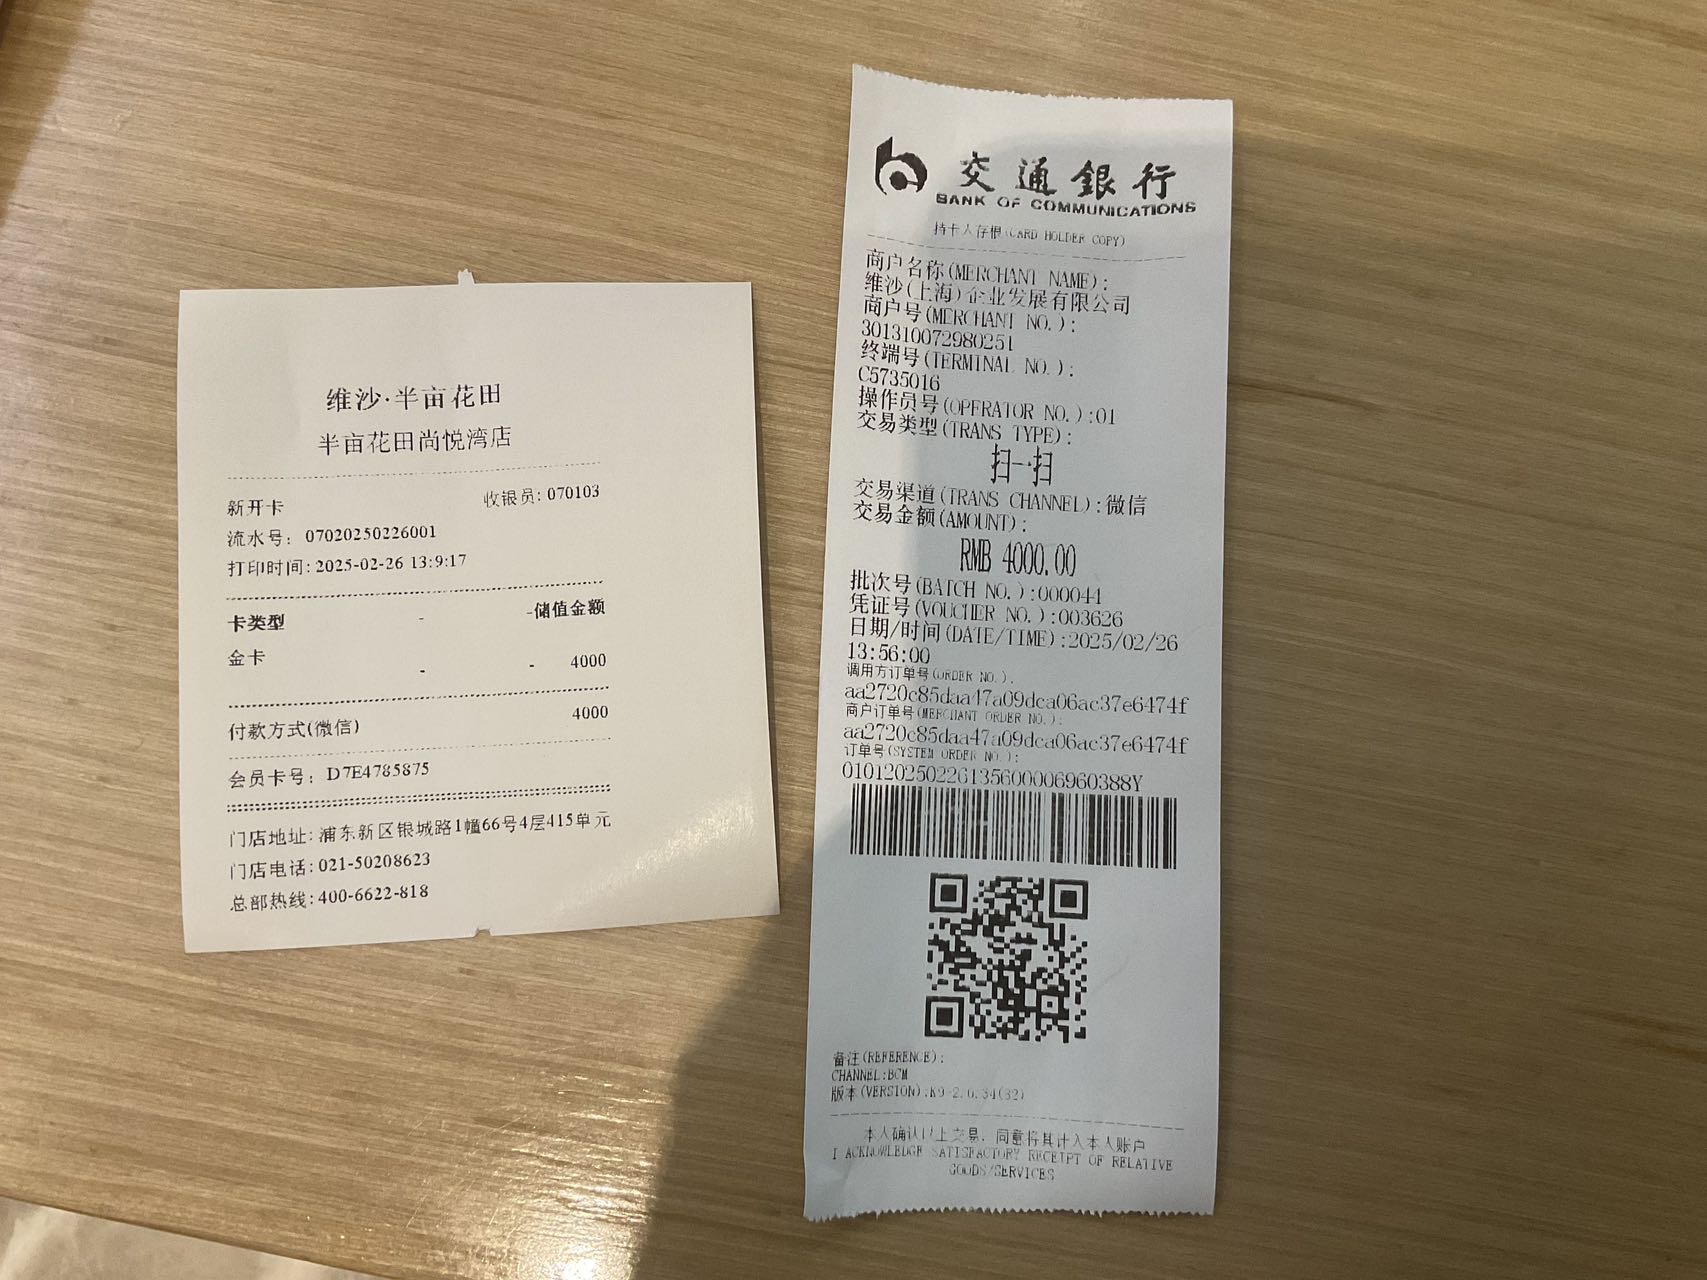 维沙·半亩花田
半亩花田尚悦湾店
新开卡 收银员: 070103
流水号: 07020250226001
打印时间: 2025-02-26 13:9:17
卡类型 - -储值金额
金卡 - - 4000
付款方式(微信) 4000
会员卡号: D7E4785875
门店地址: 浦东新区银城路1幢66号4层415单元
门店电话: 021-50208623
总部热线: 400-6622-818
交通銀行
BANK OF COMMUNICATIONS
持卡人存根(CARD HOLDER COPY)
商户名称(MERCHANT NAME):
维沙(上海)企业发展有限公司
商户号(MERCHANT NO.):
301310072980251
终端号(TERMINAL NO.):
C5735016
操作员号(OPERATOR NO.):01
交易类型(TRANS TYPE):
扫一扫
交易渠道(TRANS CHANNEL):微信
交易金额(AMOUNT):
RMB 4000.00
批次号(BATCH NO.):000044
凭证号(VOUCHER NO.):003626
日期/时间(DATE/TIME):2025/02/26
13:56:00
调用方订单号(ORDER NO.):
aa2720c85daa47a09dca06ac37e6474f
商户订单号(MERCHANT ORDER NO.):
aa2720c85daa47a09dca06ac37e6474f
订单号(SYSTEM ORDER NO.):
01012025022613560000696​0388Y
备注(REFERENCE):
CHANNEL:BCM
版本(VERSION):K9-2.0.34(32)
本人确认以上交易，同意将其计入本人账户
I ACKNOWLEDGE SATISFACTORY RECEIPT OF RELATIVE
GOODS/SERVICES